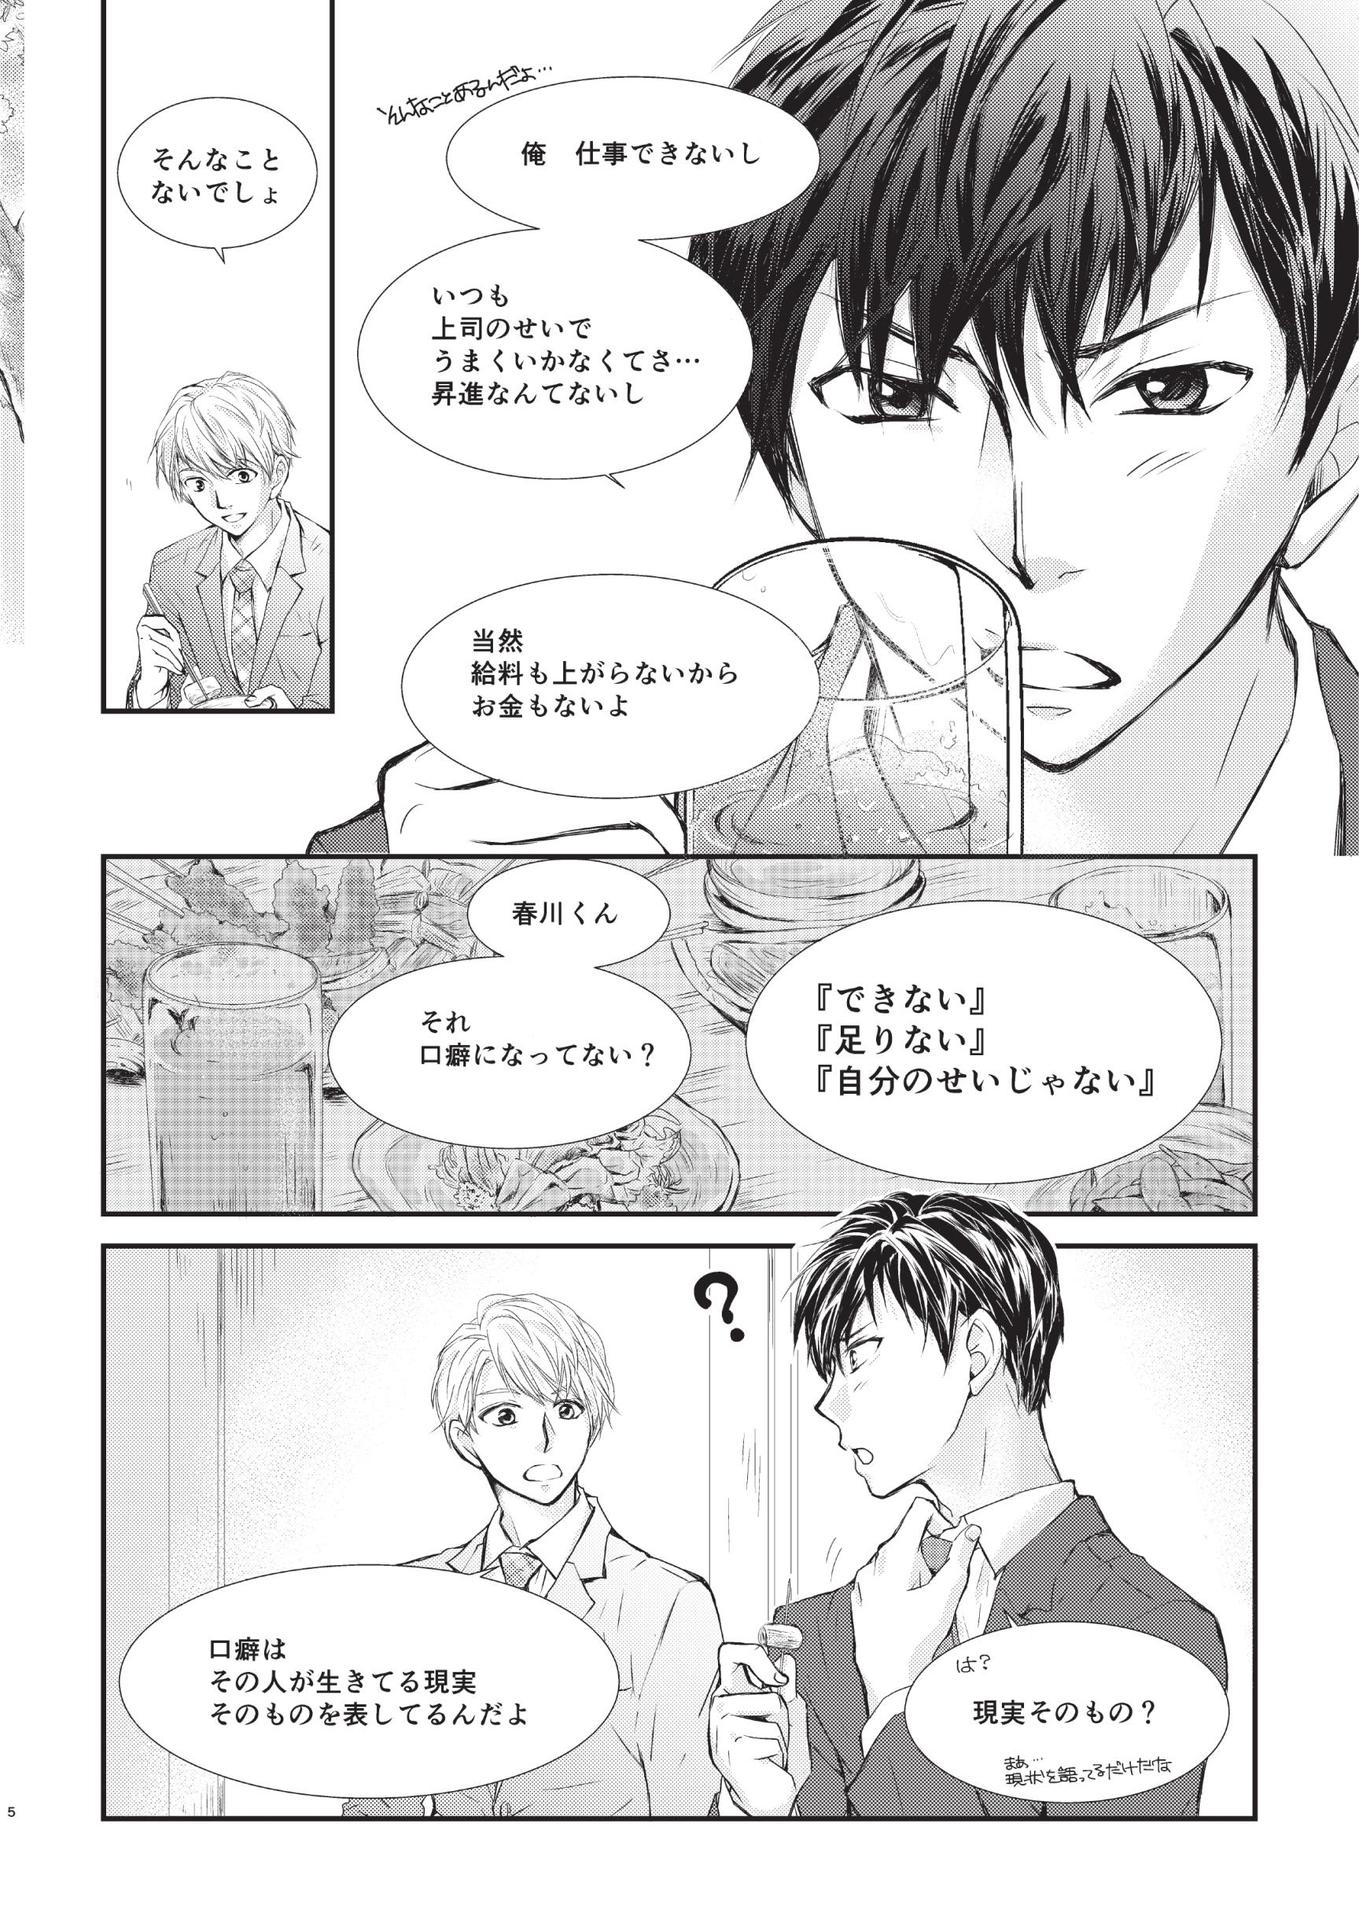 そんなこと
ないでしょ
そんなことあるんだよ…
俺　仕事できないし
いつも
上司のせいで
うまくいかなくてさ…
昇進なんてないし
当然
給料も上がらないから
お金もないよ
春川くん
それ
口癖になってない？
『できない』
『足りない』
『自分のせいじゃない』
?
口癖は
その人が生きてる現実
そのものを表してるんだよ
は?
現実そのもの？
まぁ…
現状を語ってるだけだな
5